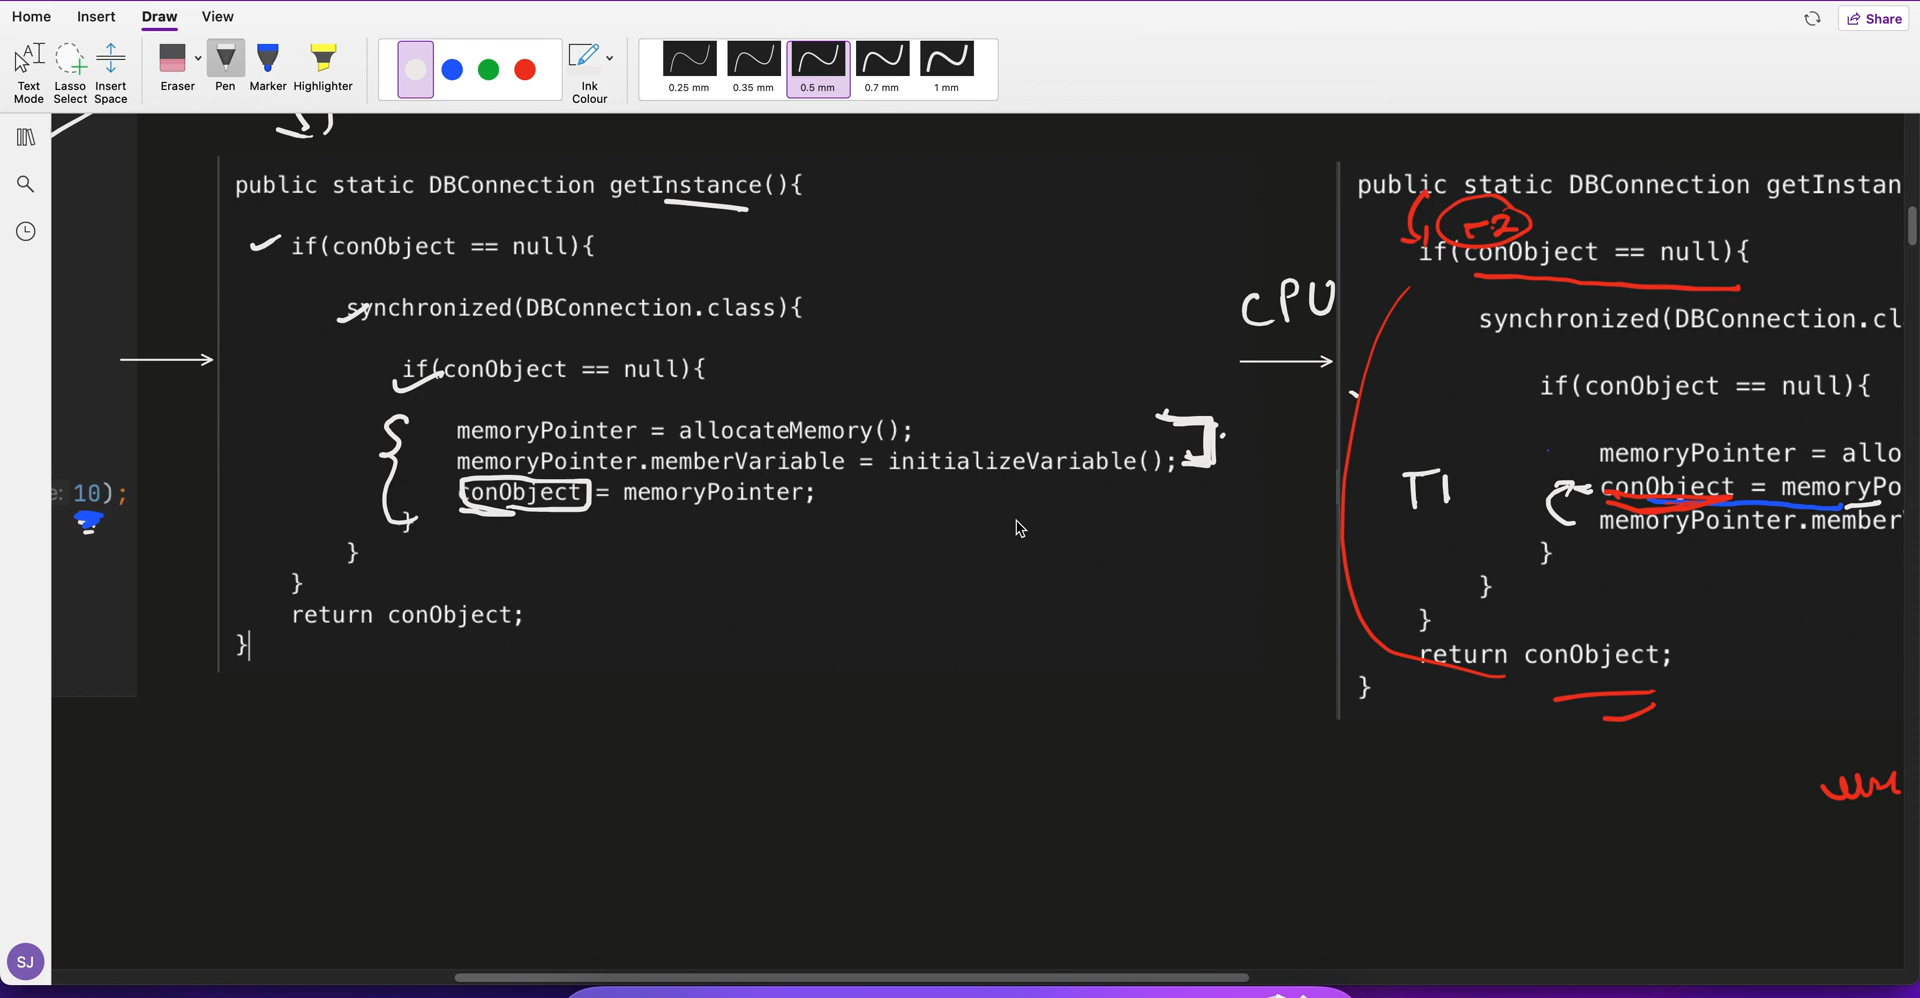 Home Insert Draw View
Share
Text Mode
Lasso Select
Insert Space
Eraser
Pen
Marker
Highlighter
Ink Colour
0.25 mm
0.35 mm
0.5 mm
0.7 mm
1 mm
public static DBConnection getInstance(){
if(conObject == null){
synchronized(DBConnection.class){
if(conObject == null){
memoryPointer = allocateMemory();
memoryPointer.memberVariable = initializeVariable();
conObject = memoryPointer;
}
}
}
return conObject;
}
e: 10);
CPU
public static DBConnection getInstan
if(conObject == null){
synchronized(DBConnection.cl
if(conObject == null){
memoryPointer = allo
T1
conObject = memoryPo
memoryPointer.member
}
}
}
return conObject;
}
SJ